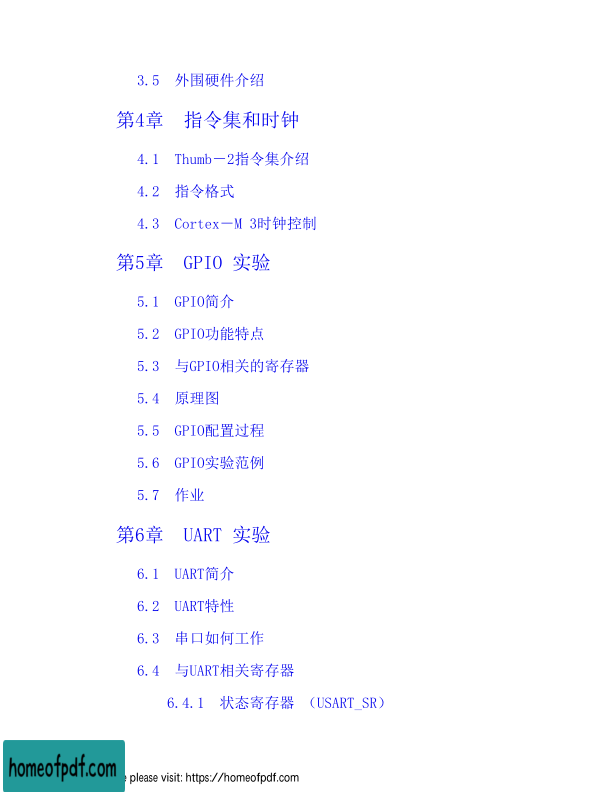 3.5 外围硬件介绍
第4章 指令集和时钟
4.1 Thumb－2指令集介绍
4.2 指令格式
4.3 Cortex－M 3时钟控制
第5章 GPIO 实验
5.1 GPIO简介
5.2 GPIO功能特点
5.3 与GPIO相关的寄存器
5.4 原理图
5.5 GPIO配置过程
5.6 GPIO实验范例
5.7 作业
第6章 UART 实验
6.1 UART简介
6.2 UART特性
6.3 串口如何工作
6.4 与UART相关寄存器
6.4.1 状态寄存器 （USART_SR）
homeofpdf.com
please visit: https://homeofpdf.com